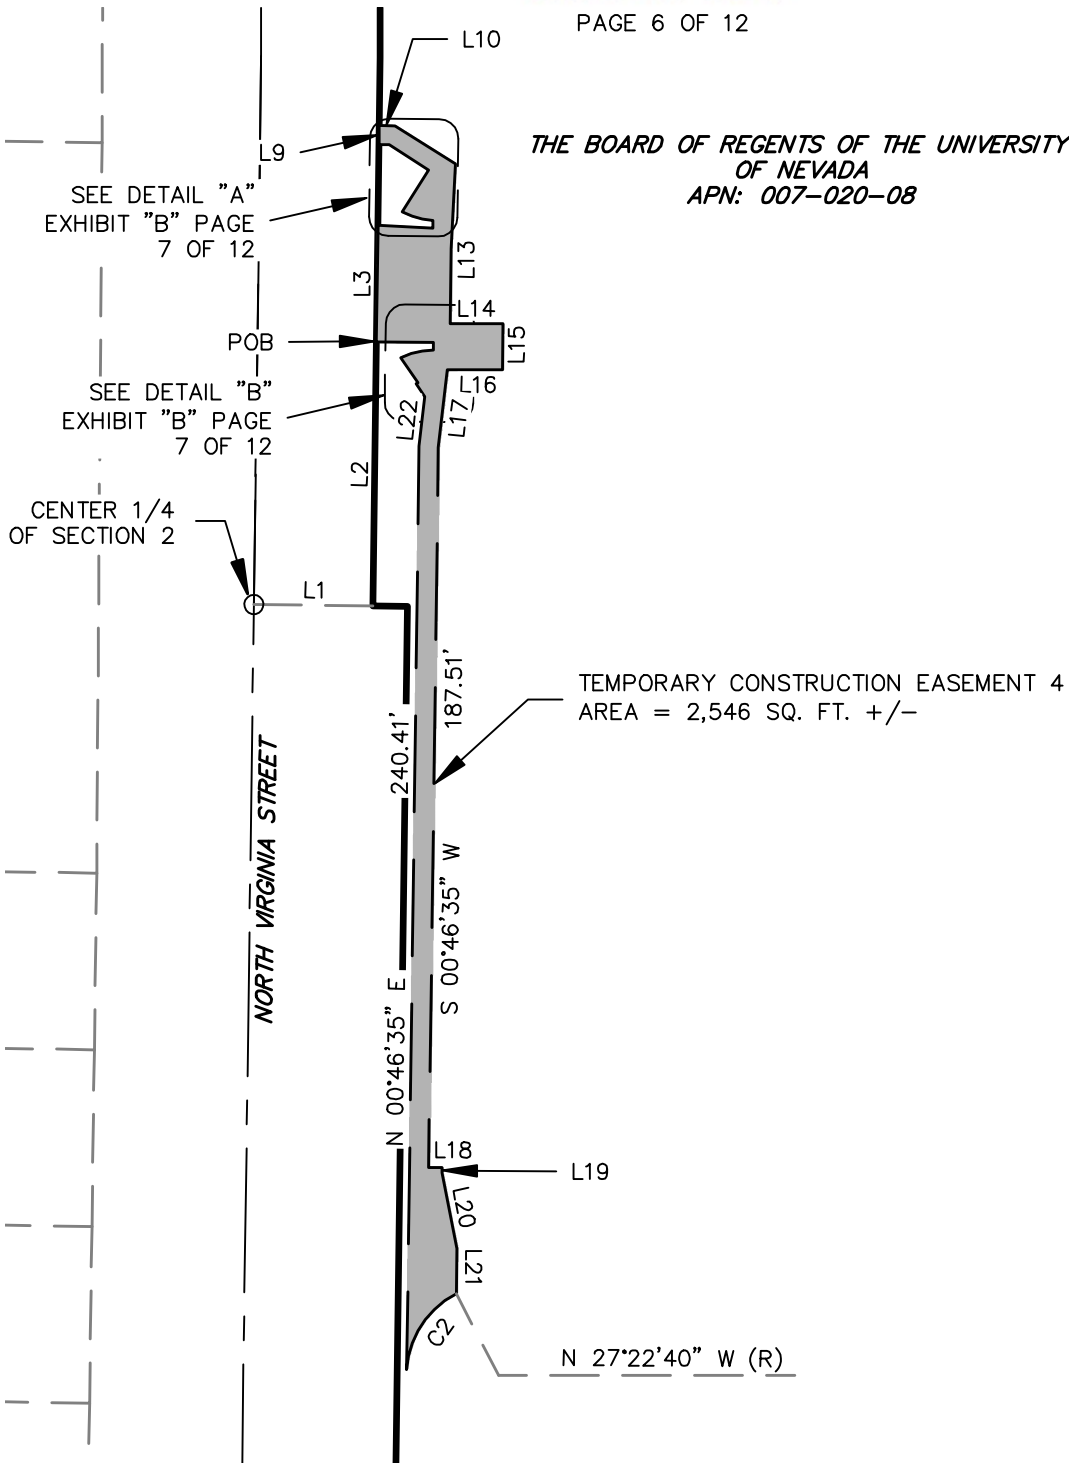 PAGE 6 OF 12
L10
L9
THE BOARD OF REGENTS OF THE UNIVERSITY
OF NEVADA
APN: 007-020-08
SEE DETAIL "A"
EXHIBIT "B" PAGE
7 OF 12
L13
L3
L14
POB
L15
SEE DETAIL "B"
EXHIBIT "B" PAGE
7 OF 12
L16
L22
L17
L2
CENTER 1/4
OF SECTION 2
L1
TEMPORARY CONSTRUCTION EASEMENT 4
AREA = 2,546 SQ. FT. +/-
187.51'
240.41'
NORTH VIRGINIA STREET
S 00°46'35" W
N 00°46'35" E
L18
L19
L20
L21
C2
N 27°22'40" W (R)